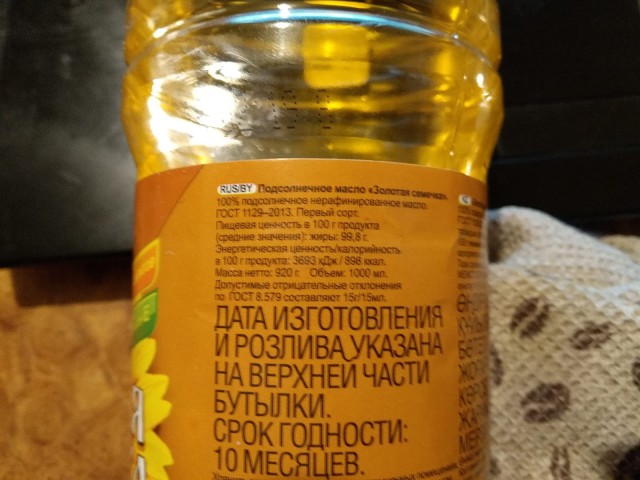 RUS/BY Подсолнечное масло «Золотая семечка».
100% подсолнечное нерафинированное масло.
ГОСТ 1129–2013. Первый сорт.
Пищевая ценность в 100 г продукта
(средние значения): жиры: 99,8 г.
Энергетическая ценность/калорийность
в 100 г продукта: 3693 кДж / 898 ккал.
Масса нетто: 920 г. Объем: 1000 мл.
Допустимые отрицательные отклонения
по ГОСТ 8.579 составляют 15г/15мл.
ДАТА ИЗГОТОВЛЕНИЯ
И РОЗЛИВА УКАЗАНА
НА ВЕРХНЕЙ ЧАСТИ
БУТЫЛКИ.
СРОК ГОДНОСТИ:
10 МЕСЯЦЕВ.